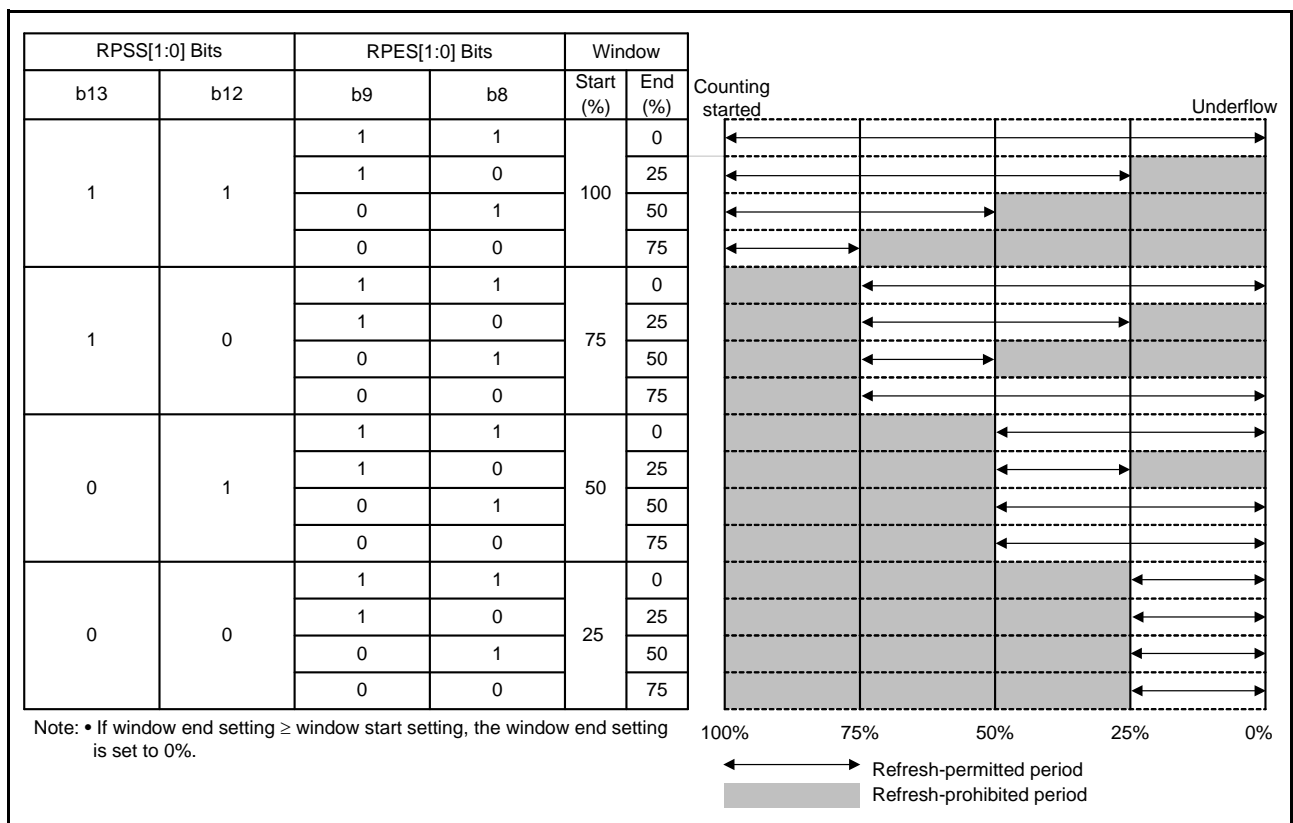 RPSS[1:0] Bits RPES[1:0] Bits Window
b13 b12 b9 b8 Start (%) End (%)
Counting started Underflow
1 1 1 1 100 0
1 0 25
0 1 50
0 0 75
1 0 1 1 75 0
1 0 25
0 1 50
0 0 75
0 1 1 1 50 0
1 0 25
0 1 50
0 0 75
0 0 1 1 25 0
1 0 25
0 1 50
0 0 75
Note: • If window end setting ≥ window start setting, the window end setting
is set to 0%.
100% 75% 50% 25% 0%
Refresh-permitted period
Refresh-prohibited period